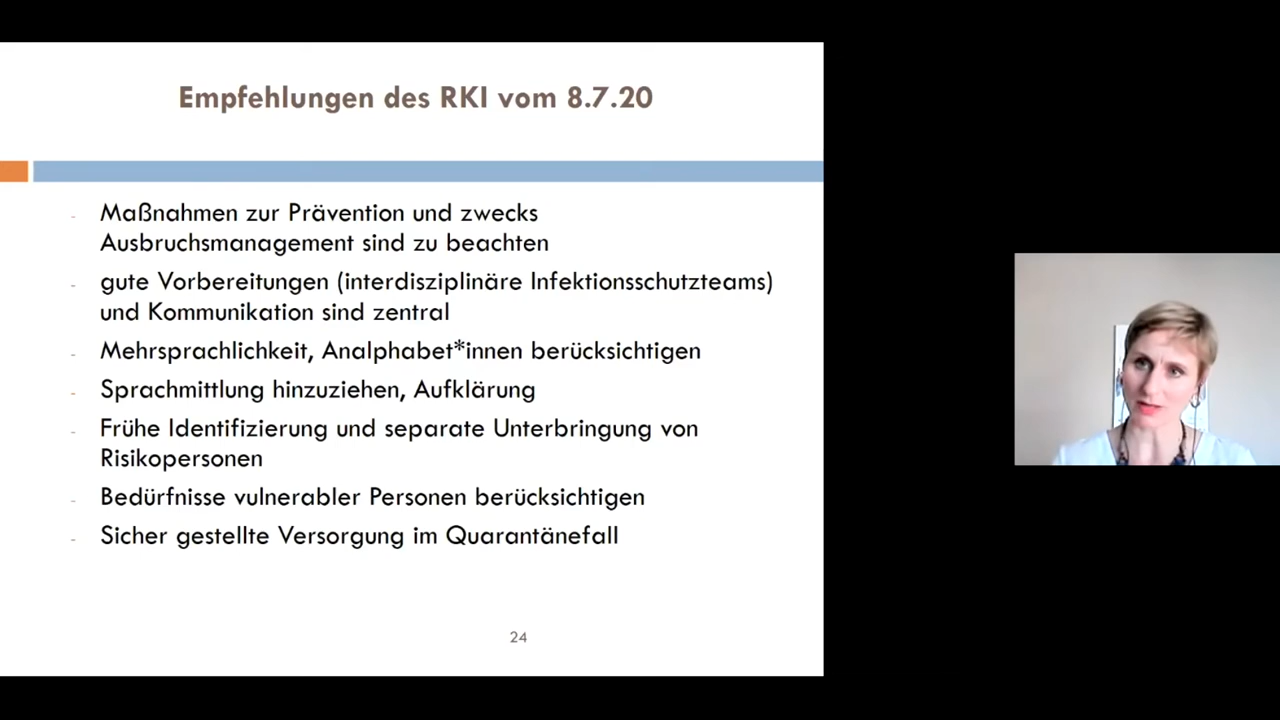 Empfehlungen des RKI vom 8.7.20
- Maßnahmen zur Prävention und zwecks
Ausbruchsmanagement sind zu beachten
- gute Vorbereitungen (interdisziplinäre Infektionsschutzteams)
und Kommunikation sind zentral
- Mehrsprachlichkeit, Analphabet*innen berücksichtigen
- Sprachmittlung hinzuziehen, Aufklärung
- Frühe Identifizierung und separate Unterbringung von
Risikopersonen
- Bedürfnisse vulnerabler Personen berücksichtigen
- Sicher gestellte Versorgung im Quarantänefall
24